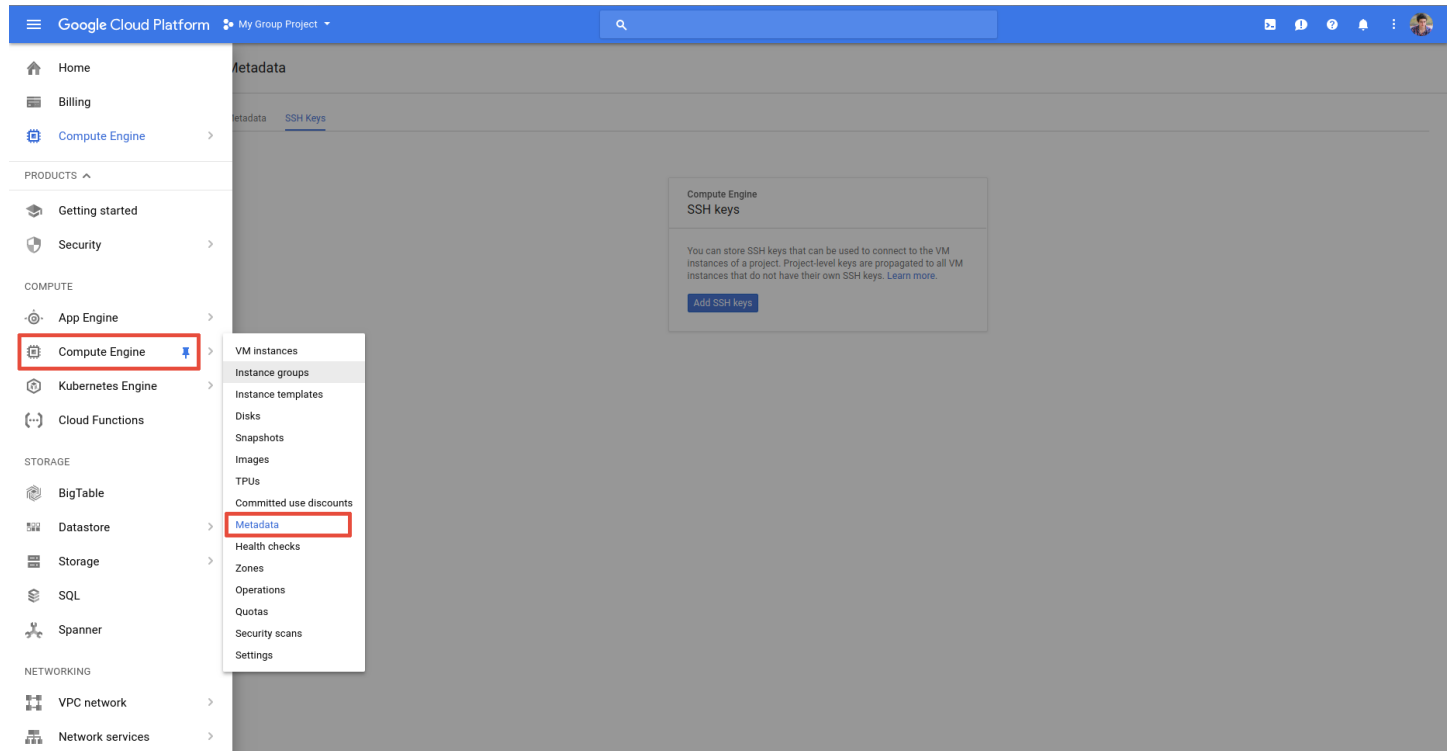 Google Cloud Platform My Group Project
Home
Billing
Compute Engine
PRODUCTS
Getting started
Security
COMPUTE
App Engine
Compute Engine
Kubernetes Engine
Cloud Functions
STORAGE
BigTable
Datastore
Storage
SQL
Spanner
NETWORKING
VPC network
Network services
VM instances
Instance groups
Instance templates
Disks
Snapshots
Images
TPUs
Committed use discounts
Metadata
Health checks
Zones
Operations
Quotas
Security scans
Settings
Metadata
etadata SSH Keys
Compute Engine
SSH keys
You can store SSH keys that can be used to connect to the VM
instances of a project. Project-level keys are propagated to all VM
instances that do not have their own SSH keys. Learn more.
Add SSH keys